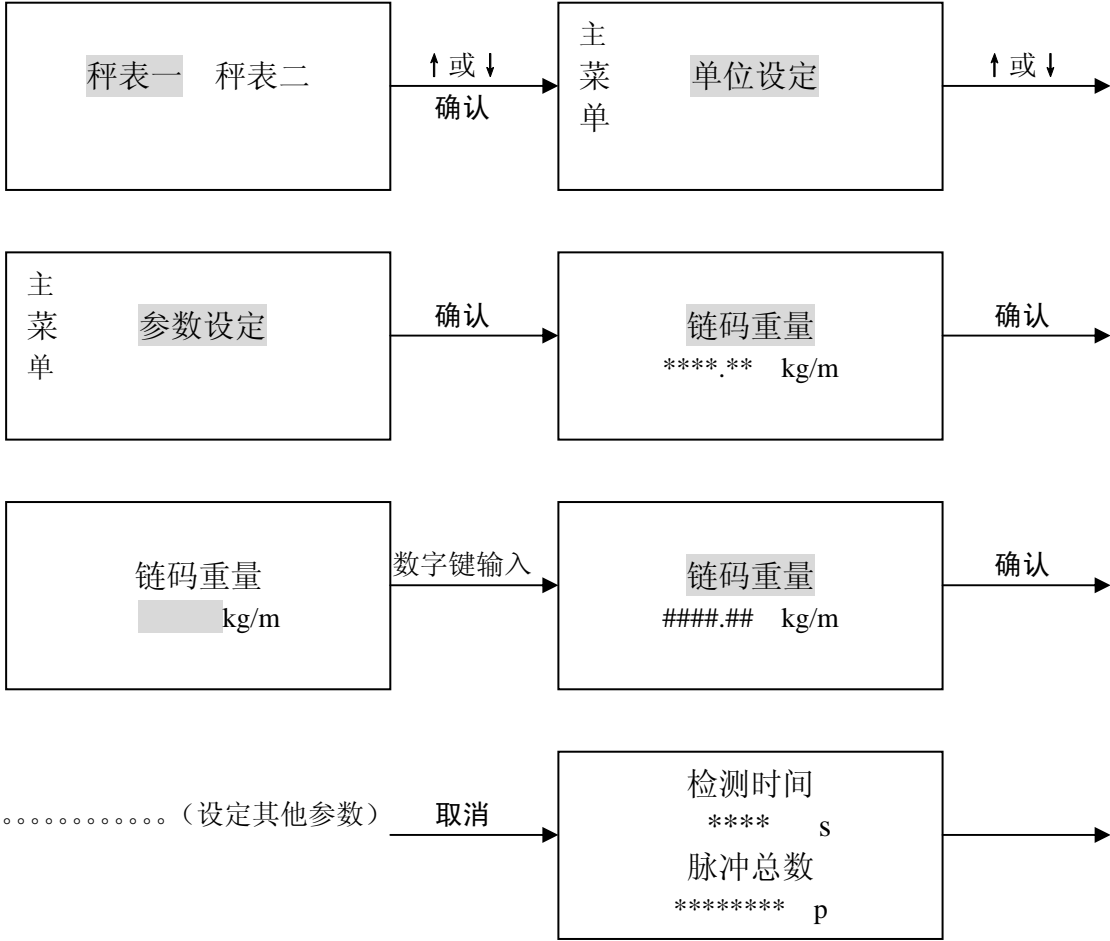 秤表一 秤表二
↑或↓
确认
主菜单
单位设定
↑或↓
主菜单
参数设定
确认
链码重量
****.** kg/m
确认
链码重量
kg/m
数字键输入
链码重量
####.## kg/m
确认
。。。。。。。。。。。。（设定其他参数）
取消
检测时间
**** s
脉冲总数
******** p